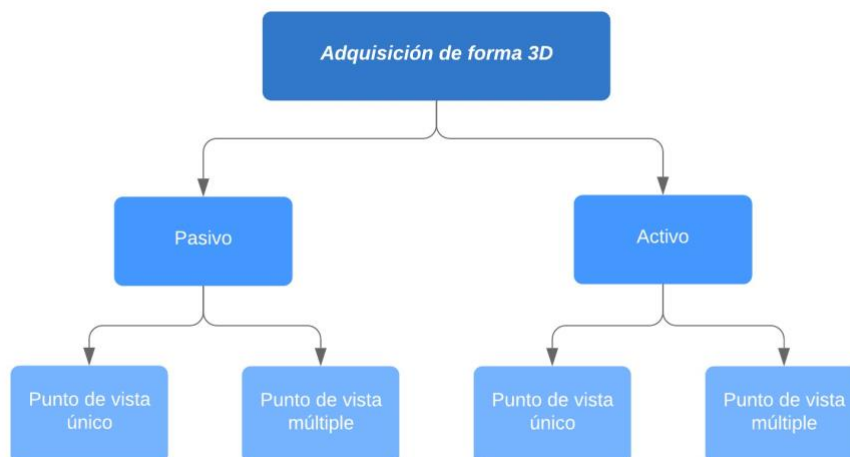 Adquisición de forma 3D
Pasivo
Activo
Punto de vista
único
Punto de vista
múltiple
Punto de vista
único
Punto de vista
múltiple